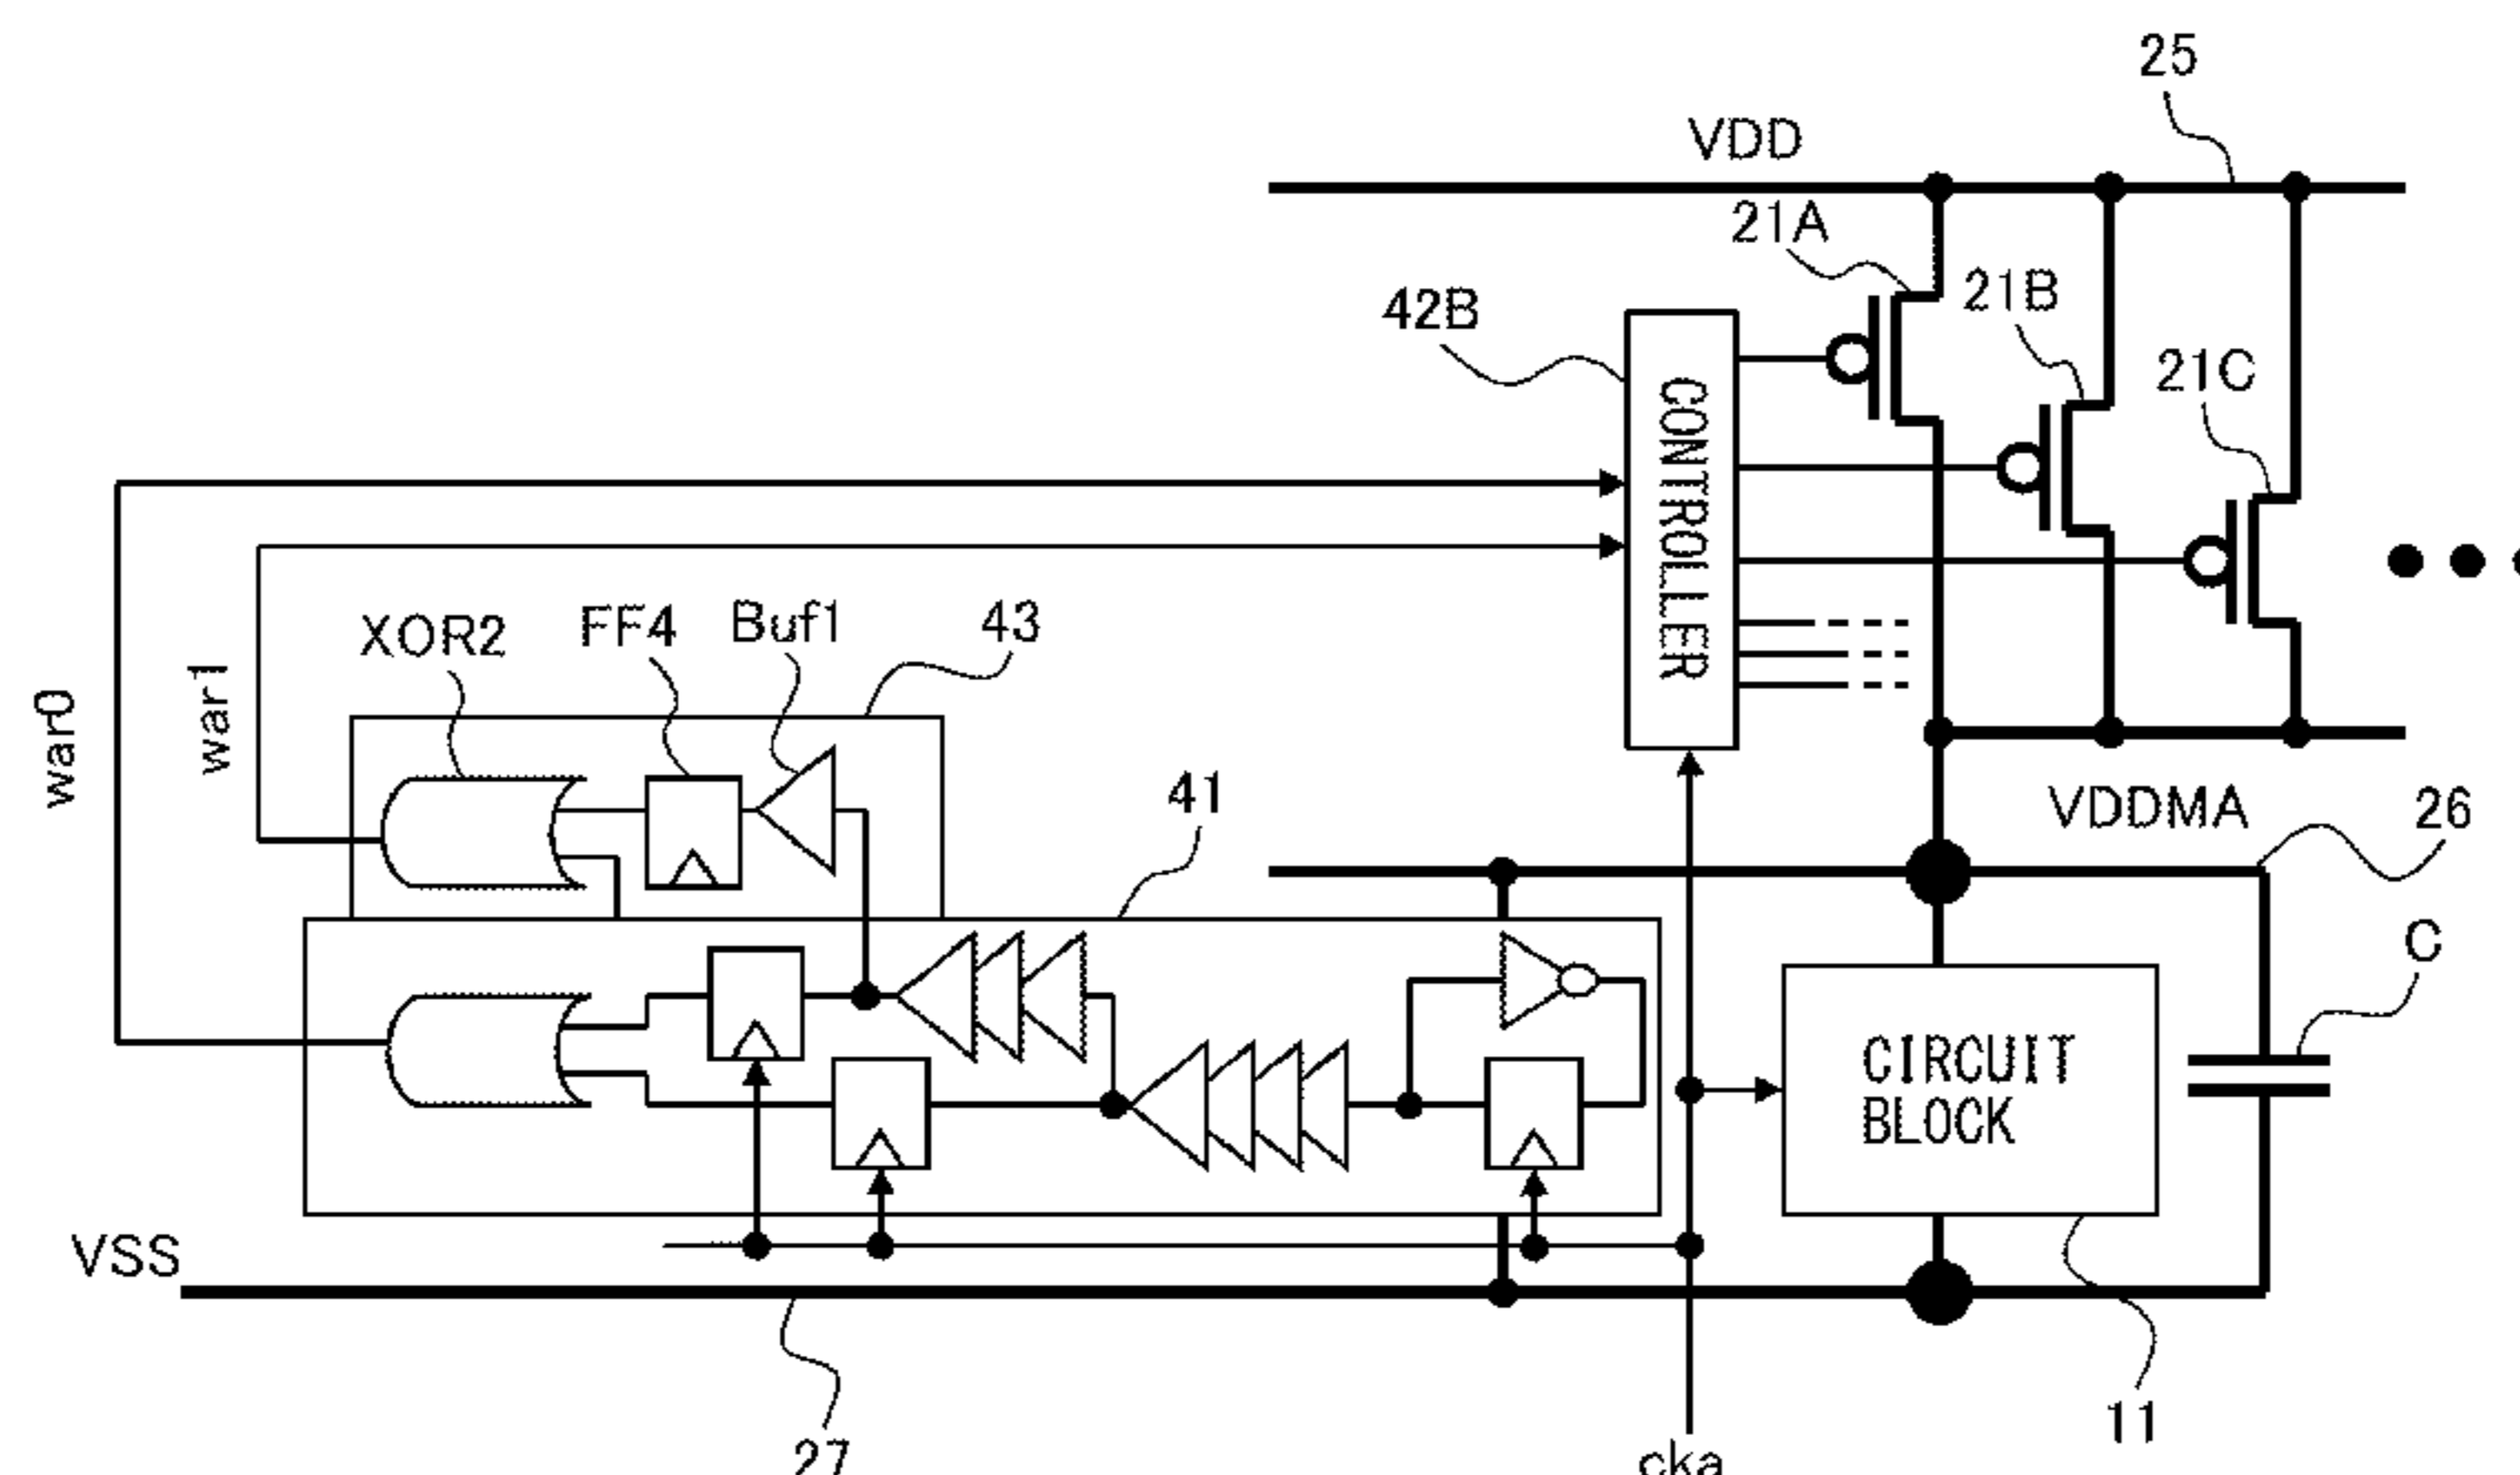 25
VDD
21A
42B
21B
21C
CONTROLLER
XOR2
FF4
Buf1
43
war0
war1
41
VDDMA
26
C
CIRCUIT
BLOCK
VSS
27
cka
11